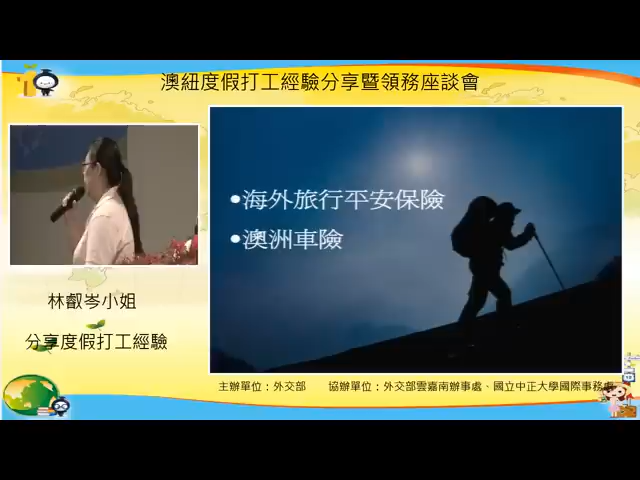 澳紐度假打工經驗分享暨領務座談會
•海外旅行平安保險
•澳洲車險
林叡岑小姐
分享度假打工經驗
主辦單位：外交部 協辦單位：外交部雲嘉南辦事處、國立中正大學國際事務處